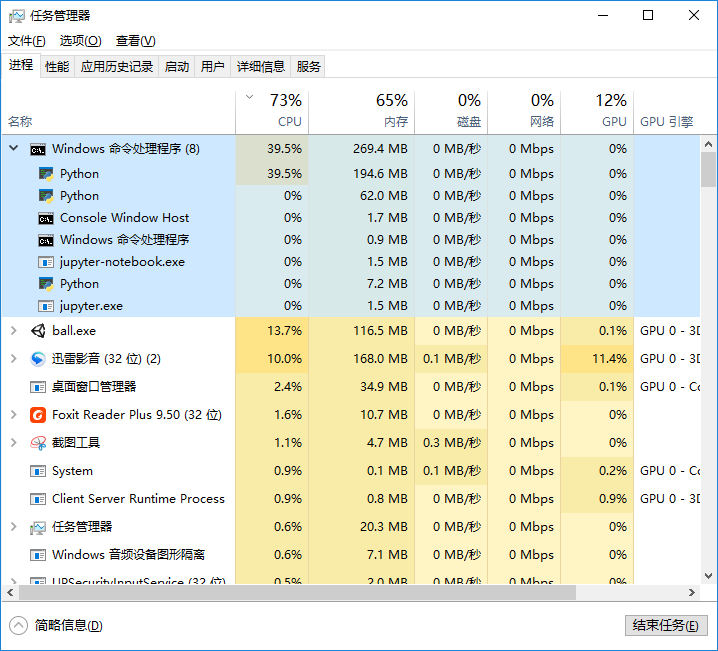 任务管理器
文件(F) 选项(O) 查看(V)
进程 性能 应用历史记录 启动 用户 详细信息 服务
73% 65% 0% 0% 12%
名称 CPU 内存 磁盘 网络 GPU GPU 引擎
Windows 命令处理程序 (8) 39.5% 269.4 MB 0 MB/秒 0 Mbps 0%
Python 39.5% 194.6 MB 0 MB/秒 0 Mbps 0%
Python 0% 62.0 MB 0 MB/秒 0 Mbps 0%
Console Window Host 0% 1.7 MB 0 MB/秒 0 Mbps 0%
Windows 命令处理程序 0% 0.9 MB 0 MB/秒 0 Mbps 0%
jupyter-notebook.exe 0% 1.5 MB 0 MB/秒 0 Mbps 0%
Python 0% 7.2 MB 0 MB/秒 0 Mbps 0%
jupyter.exe 0% 1.5 MB 0 MB/秒 0 Mbps 0%
ball.exe 13.7% 116.5 MB 0 MB/秒 0 Mbps 0.1% GPU 0 - 3D
迅雷影音 (32 位) (2) 10.0% 168.0 MB 0.1 MB/秒 0 Mbps 11.4% GPU 0 - 3D
桌面窗口管理器 2.4% 34.9 MB 0 MB/秒 0 Mbps 0.1% GPU 0 - Co
Foxit Reader Plus 9.50 (32 位) 1.6% 10.7 MB 0 MB/秒 0 Mbps 0%
截图工具 1.1% 4.7 MB 0.3 MB/秒 0 Mbps 0%
System 0.9% 0.1 MB 0.1 MB/秒 0 Mbps 0.2% GPU 0 - Co
Client Server Runtime Process 0.9% 0.8 MB 0 MB/秒 0 Mbps 0.9% GPU 0 - 3D
任务管理器 0.6% 20.3 MB 0 MB/秒 0 Mbps 0%
Windows 音频设备图形隔离 0.6% 7.1 MB 0 MB/秒 0 Mbps 0%
UPSecurityInputService (32 位) 0.5% 2.0 MB 0 MB/秒 0 Mbps 0%
简略信息(D) 结束任务(E)